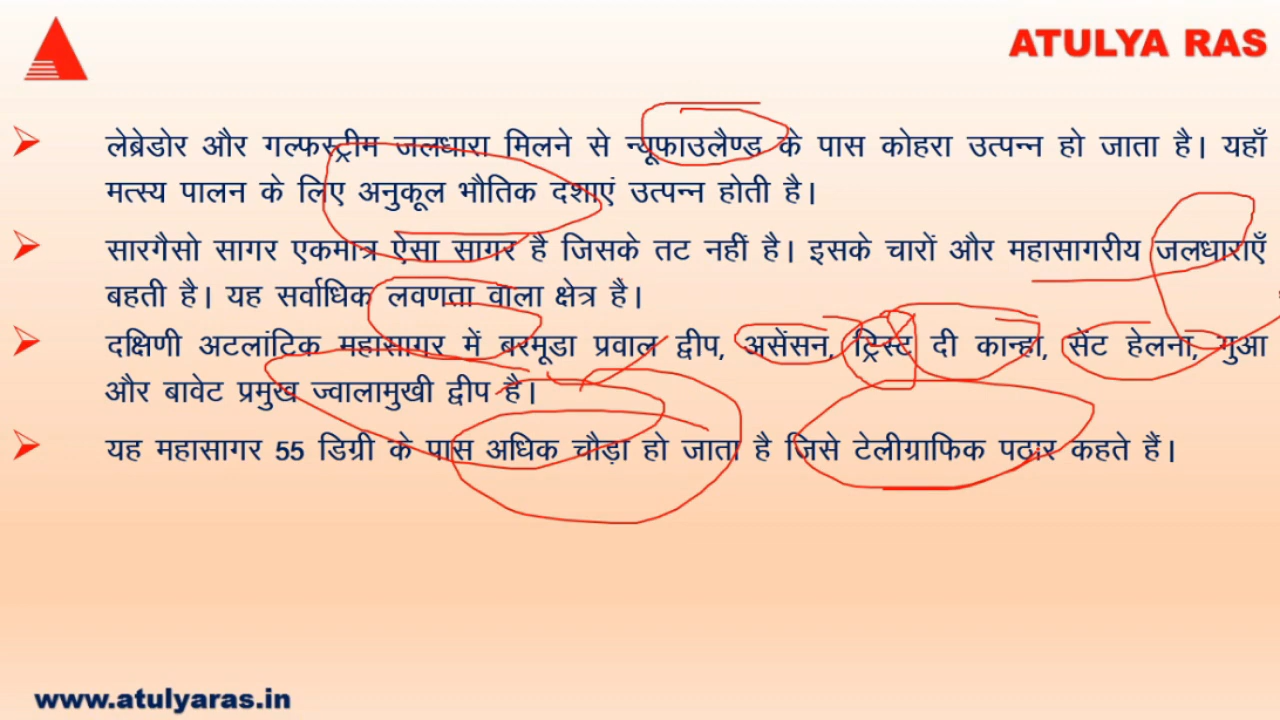 ATULYA RAS
लेब्रेडोर और गल्फस्ट्रीम जलधारा मिलने से न्यूफाउलैण्ड के पास कोहरा उत्पन्न हो जाता है। यहाँ
मत्स्य पालन के लिए अनुकूल भौतिक दशाएं उत्पन्न होती है।
सारगैसो सागर एकमात्र ऐसा सागर है जिसके तट नहीं है। इसके चारों और महासागरीय जलधाराएँ
बहती है। यह सर्वाधिक लवणता वाला क्षेत्र है।
दक्षिणी अटलांटिक महासागर में बरमूडा प्रवाल द्वीप, असेंसन, ट्रिस्ट दी कान्हा, सेंट हेलना, गुआ
और बावेट प्रमुख ज्वालामुखी द्वीप है।
यह महासागर 55 डिग्री के पास अधिक चौड़ा हो जाता है जिसे टेलीग्राफिक पठार कहते हैं।
www.atulyaras.in